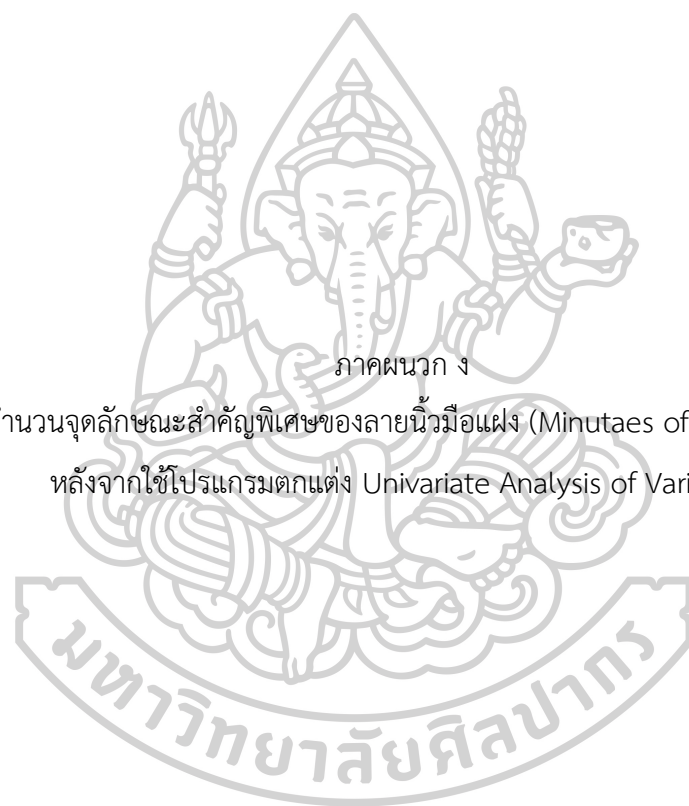 ภาคผนวก ง
จำนวนจุดลักษณะสำคัญพิเศษของลายนิ้วมือแฝง (Minutaes of
หลังจากใช้โปรแกรมตกแต่ง Univariate Analysis of Vari
มหาวิทยาลัยศิลปากร